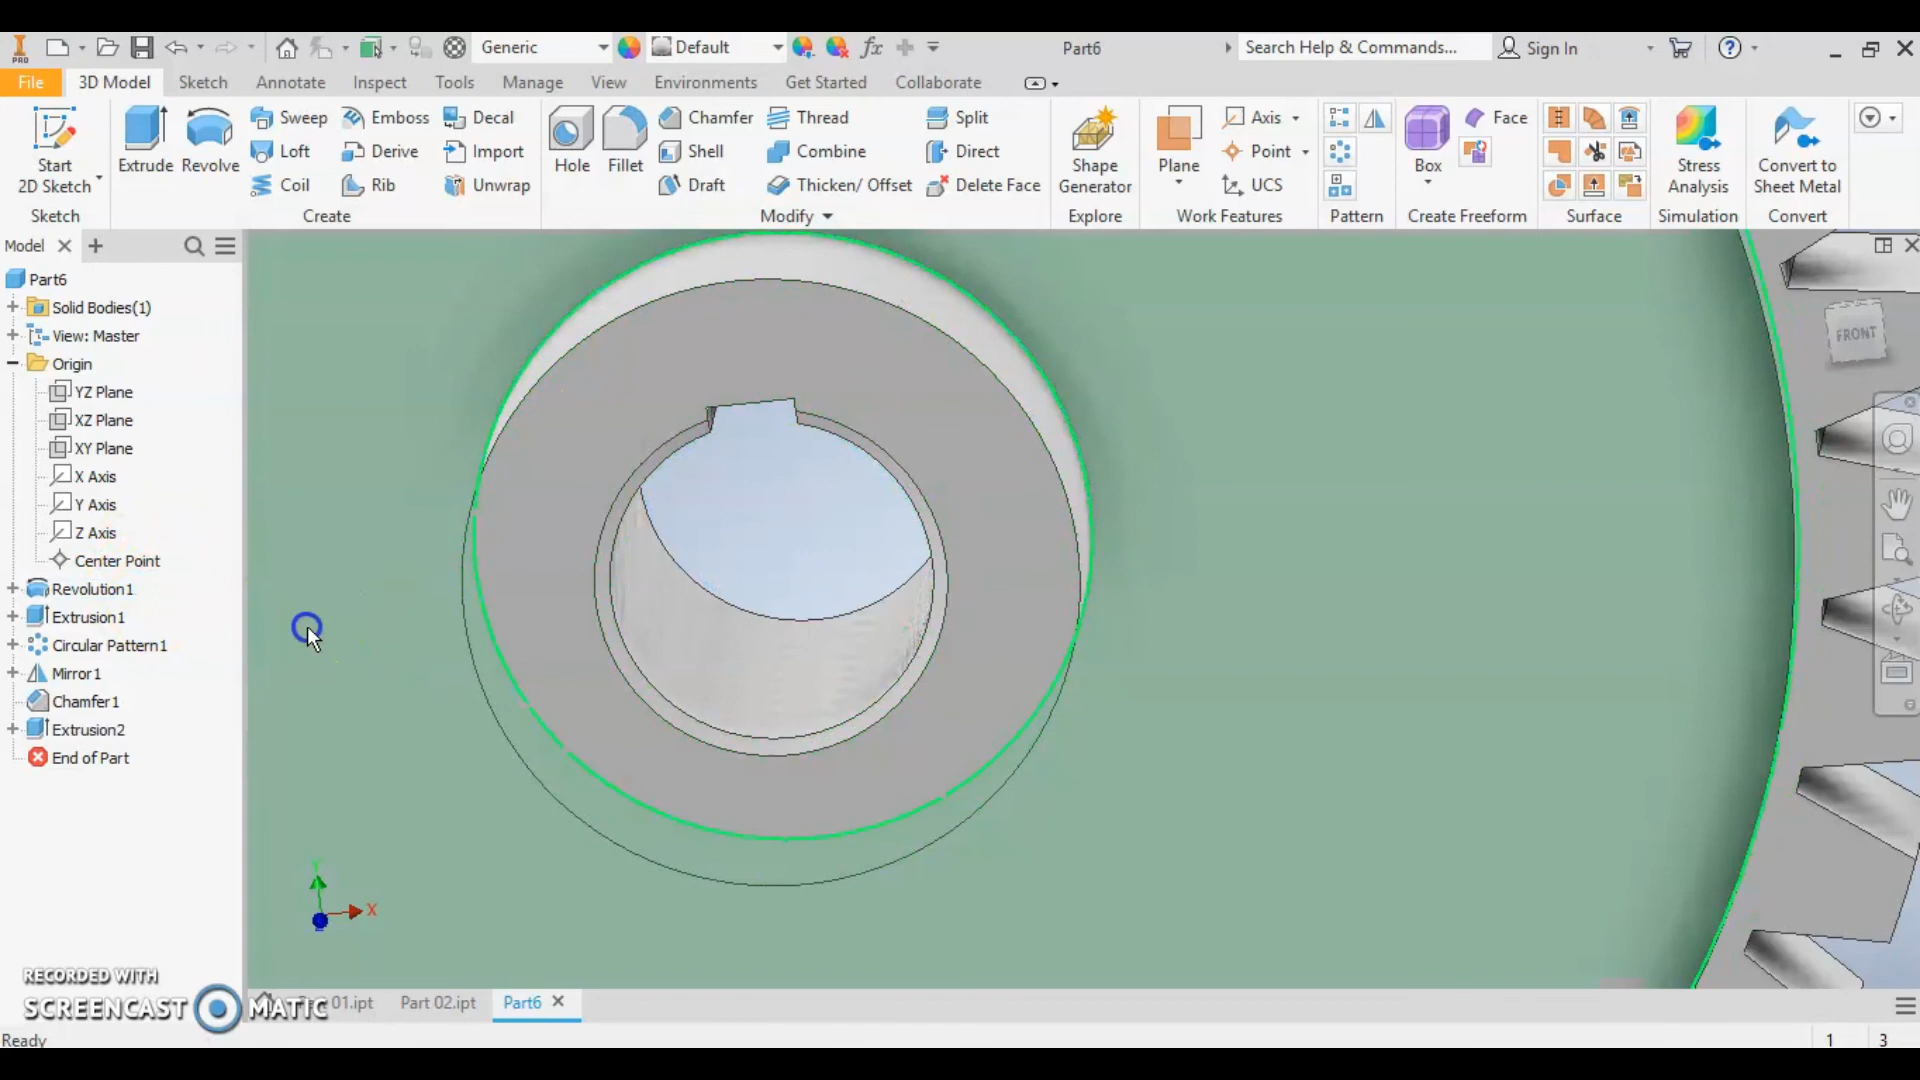 PRO
Generic
Default
fx
Part6
Search Help & Commands...
Sign In
File
3D Model
Sketch
Annotate
Inspect
Tools
Manage
View
Environments
Get Started
Collaborate
Start
2D Sketch
Sketch
Extrude
Revolve
Sweep
Loft
Coil
Emboss
Derive
Rib
Decal
Import
Unwrap
Create
Hole
Fillet
Chamfer
Shell
Draft
Thread
Combine
Thicken/ Offset
Split
Direct
Delete Face
Modify
Shape
Generator
Explore
Plane
Axis
Point
UCS
Work Features
Pattern
Box
Face
Create Freeform
Surface
Stress
Analysis
Simulation
Convert to
Sheet Metal
Convert
Model
Part6
Solid Bodies(1)
View: Master
Origin
YZ Plane
XZ Plane
XY Plane
X Axis
Y Axis
Z Axis
Center Point
Revolution1
Extrusion1
Circular Pattern1
Mirror1
Chamfer1
Extrusion2
End of Part
FRONT
Y
X
RECORDED WITH
SCREENCAST MATIC
01.ipt
Part 02.ipt
Part6
Ready
1
3